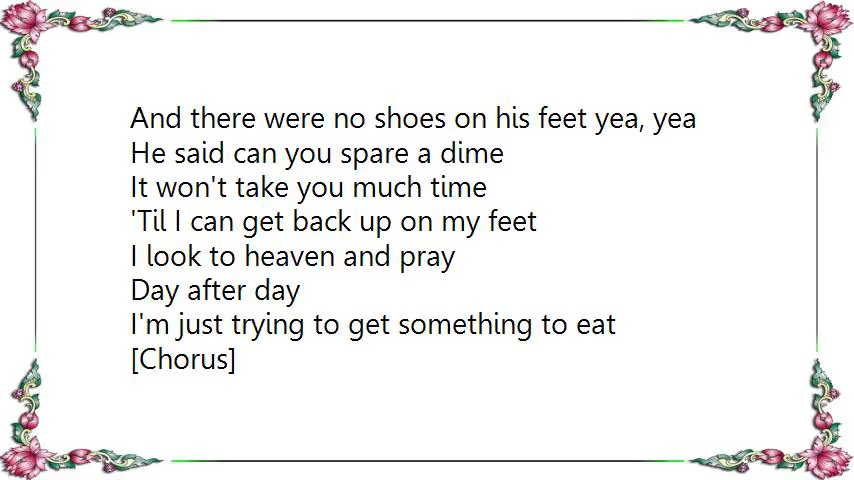 And there were no shoes on his feet yea, yea
He said can you spare a dime
It won't take you much time
'Til I can get back up on my feet
I look to heaven and pray
Day after day
I'm just trying to get something to eat
[Chorus]